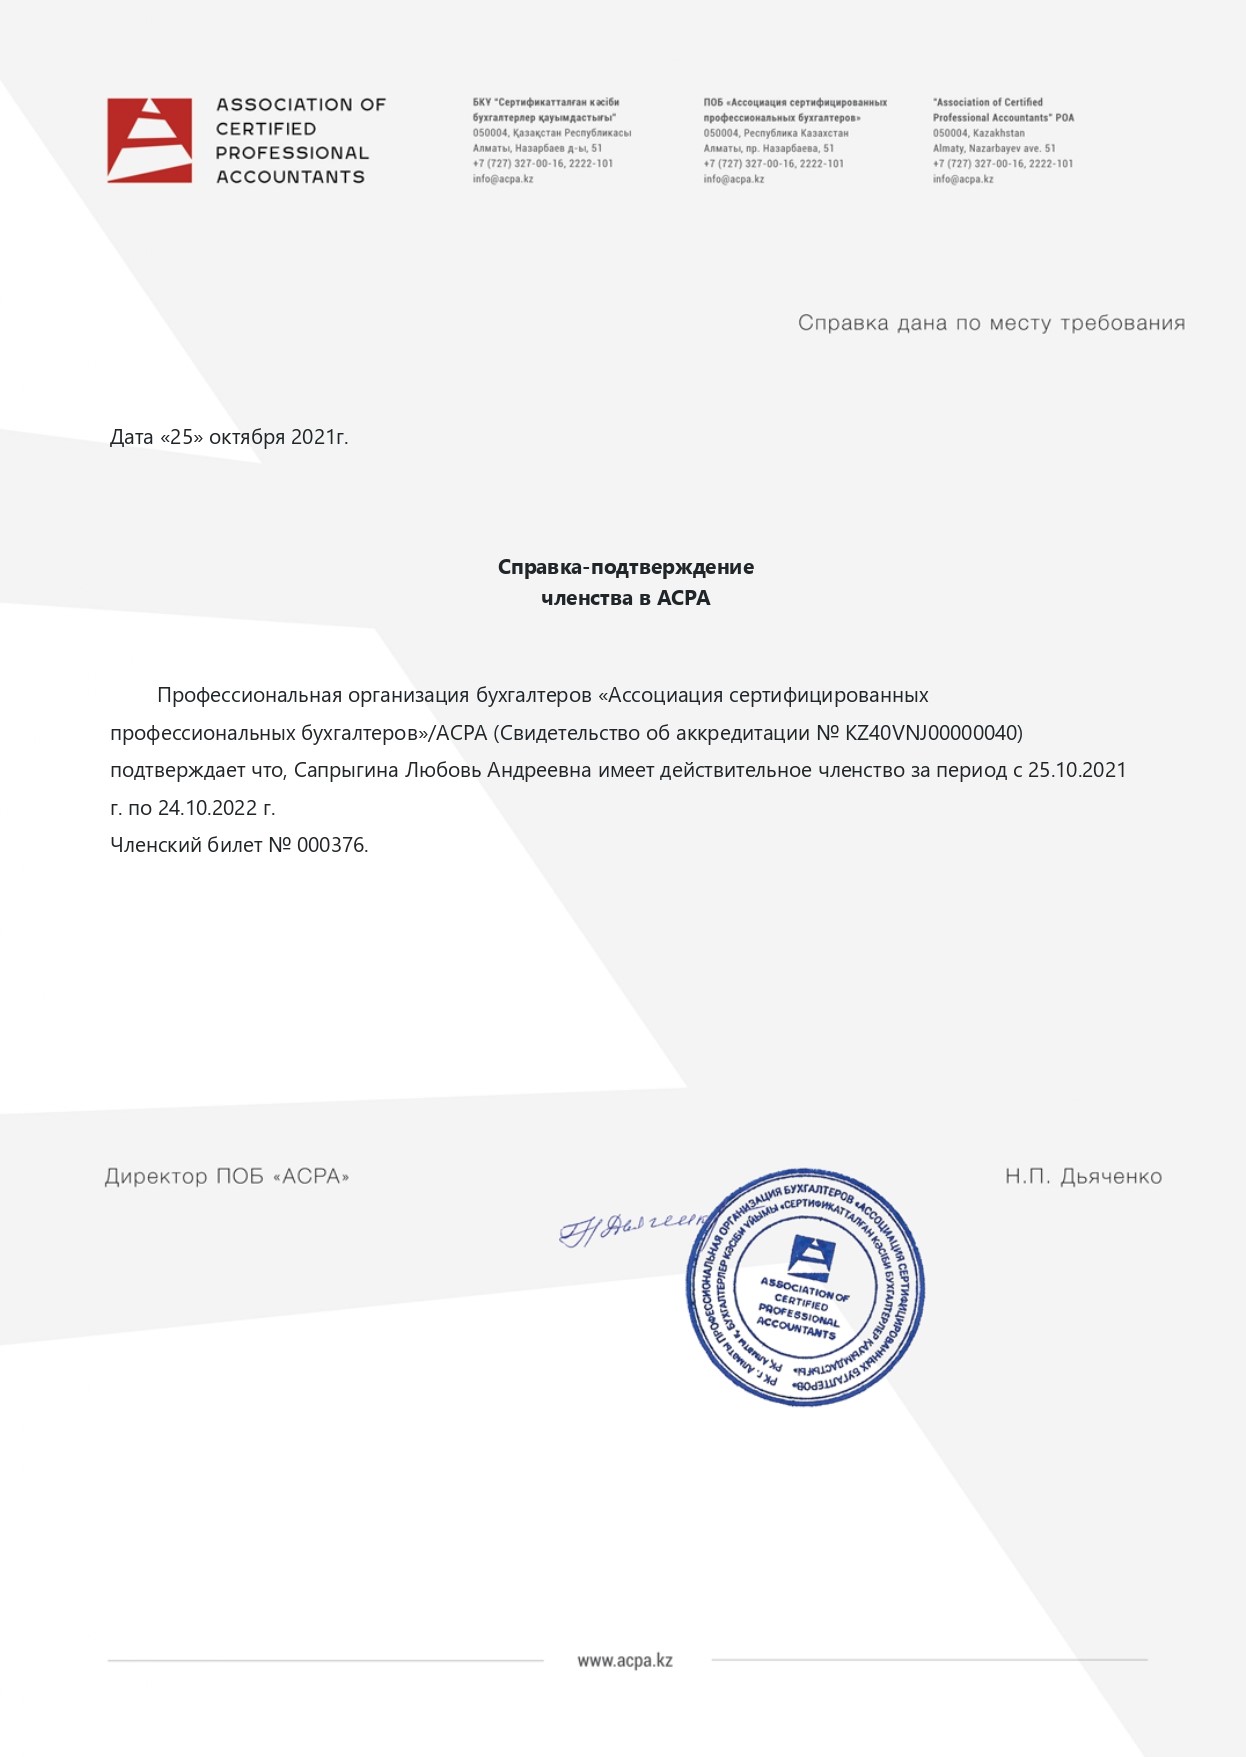 ASSOCIATION OF
CERTIFIED
PROFESSIONAL
ACCOUNTANTS
БКУ "Сертификатталған кәсіби
бухгалтерлер қауымдастығы"
050004, Қазақстан Республикасы
Алматы, Назарбаев д-ы, 51
+7 (727) 327-00-16, 2222-101
info@acpa.kz
ПОБ «Ассоциация сертифицированных
профессиональных бухгалтеров»
050004, Республика Казахстан
Алматы, пр. Назарбаева, 51
+7 (727) 327-00-16, 2222-101
info@acpa.kz
"Association of Certified
Professional Accountants" POA
050004, Kazakhstan
Almaty, Nazarbayev ave. 51
+7 (727) 327-00-16, 2222-101
info@acpa.kz
Справка дана по месту требования
Дата «25» октября 2021г.
Справка-подтверждение
членства в АСРА
Профессиональная организация бухгалтеров «Ассоциация сертифицированных
профессиональных бухгалтеров»/АСРА (Свидетельство об аккредитации № KZ40VNJ00000040)
подтверждает что, Сапрыгина Любовь Андреевна имеет действительное членство за период с 25.10.2021
г. по 24.10.2022 г.
Членский билет № 000376.
Директор ПОБ «АСРА»
Н.П. Дьяченко
РК г. Алматы ПРОФЕССИОНАЛЬНАЯ ОРГАНИЗАЦИЯ БУХГАЛТЕРОВ «АССОЦИАЦИЯ СЕРТИФИЦИРОВАННЫХ БУХГАЛТЕРОВ»
РК, Алматы қ. БУХГАЛТЕРЛЕР КӘСІБИ ҰЙЫМЫ «СЕРТИФИКАТТАЛҒАН КӘСІБИ БУХГАЛТЕРЛЕР ҚАУЫМДАСТЫҒЫ»
ASSOCIATION OF
CERTIFIED
PROFESSIONAL
ACCOUNTANTS
www.acpa.kz